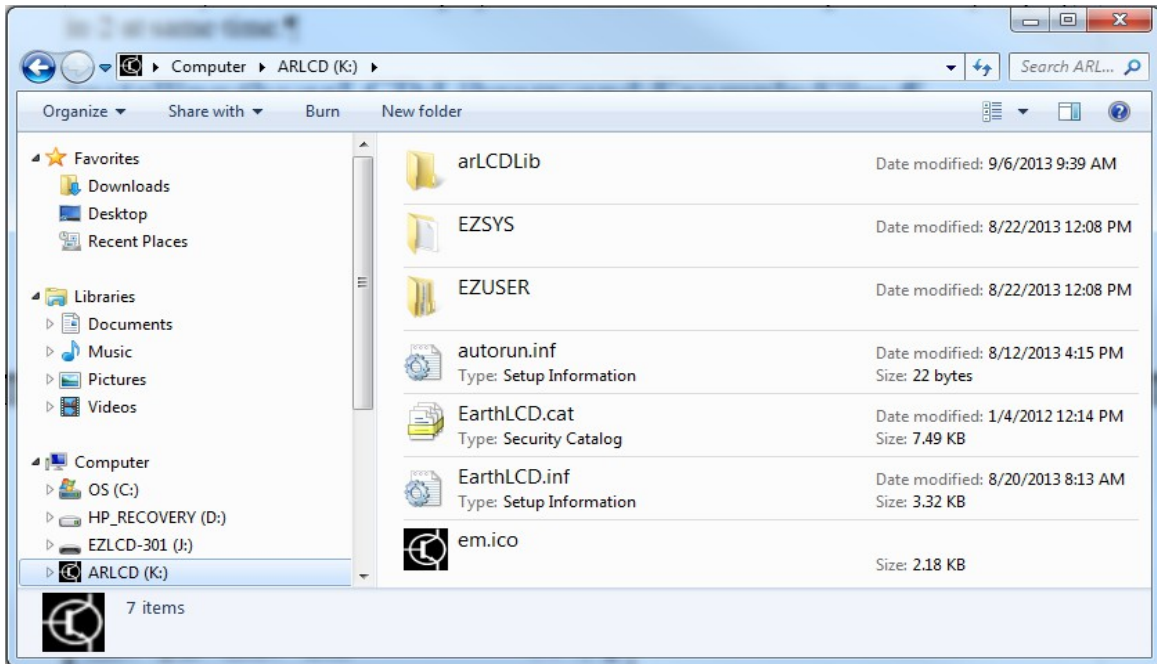 in 2 at same time ¶
Computer ▸ ARLCD (K:) ▸
Search ARL...
Organize Share with Burn New folder
Favorites
Downloads
Desktop
Recent Places
Libraries
Documents
Music
Pictures
Videos
Computer
OS (C:)
HP_RECOVERY (D:)
EZLCD-301 (J:)
ARLCD (K:)
arLCDLib
Date modified: 9/6/2013 9:39 AM
EZSYS
Date modified: 8/22/2013 12:08 PM
EZUSER
Date modified: 8/22/2013 12:08 PM
autorun.inf
Date modified: 8/12/2013 4:15 PM
Type: Setup Information
Size: 22 bytes
EarthLCD.cat
Date modified: 1/4/2012 12:14 PM
Type: Security Catalog
Size: 7.49 KB
EarthLCD.inf
Date modified: 8/20/2013 8:13 AM
Type: Setup Information
Size: 3.32 KB
em.ico
Size: 2.18 KB
7 items